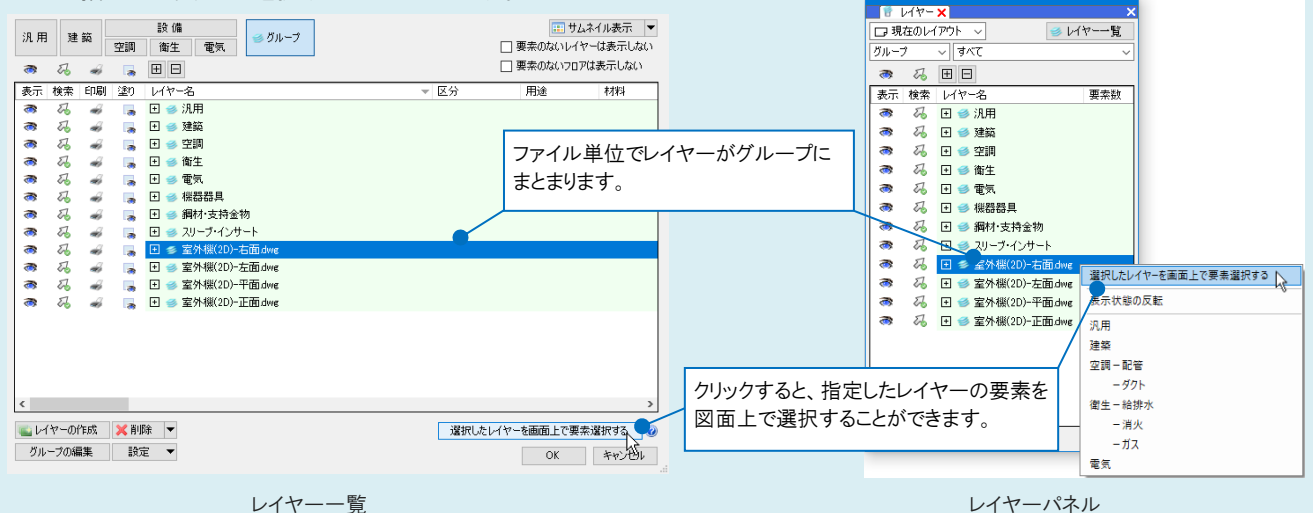 設備
汎用
建築
空調
衛生
電気
グループ
サムネイル表示
要素のないレイヤーは表示しない
要素のないフロアは表示しない
表示 検索 印刷 塗り レイヤー名 区分 用途 材料
汎用
建築
空調
衛生
電気
機器器具
鋼材・支持金物
スリーブ・インサート
室外機(2D)-右面.dwg
室外機(2D)-左面.dwg
室外機(2D)-平面.dwg
室外機(2D)-正面.dwg
レイヤーの作成 削除
選択したレイヤーを画面上で要素選択する
グループの編集 設定
OK キャンセル
レイヤー一覧
ファイル単位でレイヤーがグループに
まとまります。
クリックすると、指定したレイヤーの要素を
図面上で選択することができます。
レイヤー
現在のレイアウト レイヤー一覧
グループ すべて
表示 検索 レイヤー名 要素数
汎用
建築
空調
衛生
電気
機器器具
鋼材・支持金物
スリーブ・インサート
室外機(2D)-右面.dwg
室外機(2D)-左面.dwg
室外機(2D)-平面.dwg
室外機(2D)-正面.dwg
選択したレイヤーを画面上で要素選択する
表示状態の反転
汎用
建築
空調－配管
－ダクト
衛生－給排水
－消火
－ガス
電気
レイヤーパネル